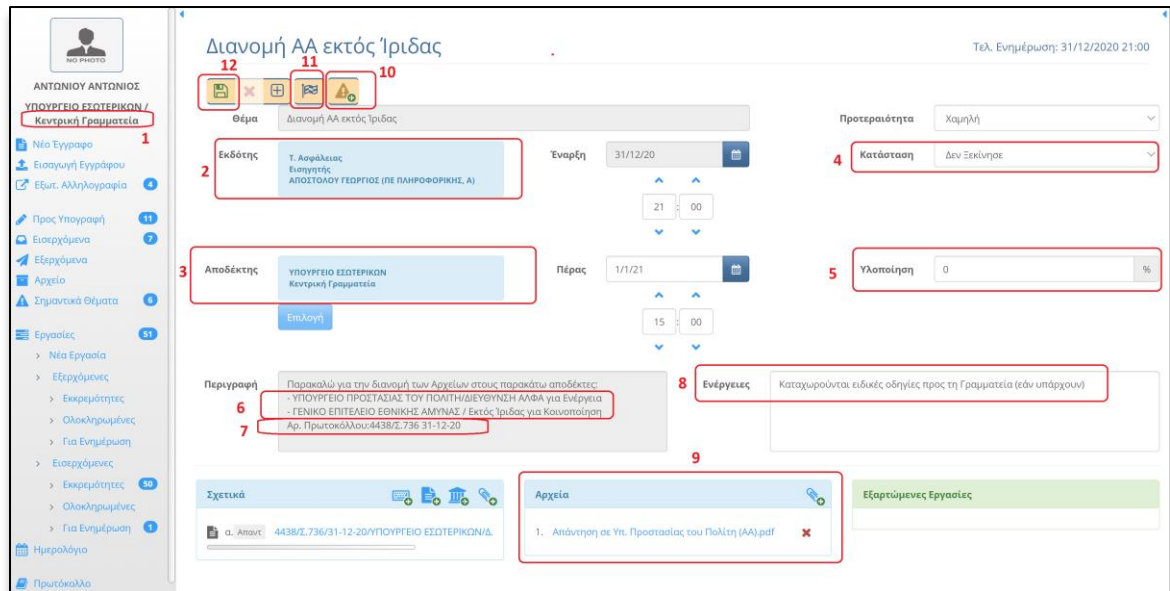 NO PHOTO
ΑΝΤΩΝΙΟΥ ΑΝΤΩΝΙΟΣ
ΥΠΟΥΡΓΕΙΟ ΕΣΩΤΕΡΙΚΩΝ /
Κεντρική Γραμματεία
1
Νέο Έγγραφο
Εισαγωγή Εγγράφου
Εξωτ. Αλληλογραφία 4
Προς Υπογραφή 11
Εισερχόμενα 7
Εξερχόμενα
Αρχείο
Σημαντικά Θέματα 6
Εργασίες 51
> Νέα Εργασία
> Εξερχόμενες
> Εκκρεμότητες
> Ολοκληρωμένες
> Για Ενημέρωση
> Εισερχόμενες
> Εκκρεμότητες 50
> Ολοκληρωμένες
> Για Ενημέρωση 1
Ημερολόγιο
Πρωτόκολλο
Διανομή ΑΑ εκτός Ίριδας
Τελ. Ενημέρωση: 31/12/2020 21:00
12 11 10
Θέμα Διανομή ΑΑ εκτός Ίριδας
Προτεραιότητα Χαμηλή
2 Εκδότης
Τ. Ασφάλειας
Εισηγητής
ΑΠΟΣΤΟΛΟΥ ΓΕΩΡΓΙΟΣ (ΠΕ ΠΛΗΡΟΦΟΡΙΚΗΣ, Α)
Έναρξη 31/12/20
21 : 00
4 Κατάσταση Δεν Ξεκίνησε
3 Αποδέκτης
ΥΠΟΥΡΓΕΙΟ ΕΣΩΤΕΡΙΚΩΝ
Κεντρική Γραμματεία
Επιλογή
Πέρας 1/1/21
15 : 00
5 Υλοποίηση 0 %
Περιγραφή Παρακαλώ για την διανομή των Αρχείων στους παρακάτω αποδέκτες:
6 - ΥΠΟΥΡΓΕΙΟ ΠΡΟΣΤΑΣΙΑΣ ΤΟΥ ΠΟΛΙΤΗ/ΔΙΕΥΘΥΝΣΗ ΑΛΦΑ για Ενέργεια
- ΓΕΝΙΚΟ ΕΠΙΤΕΛΕΙΟ ΕΘΝΙΚΗΣ ΑΜΥΝΑΣ / Εκτός Ίριδας για Κοινοποίηση
7 Αρ. Πρωτοκόλλου:4438/Σ.736 31-12-20
8 Ενέργειες Καταχωρούνται ειδικές οδηγίες προς τη Γραμματεία (εάν υπάρχουν)
Σχετικά
α. Απαντ 4438/Σ.736/31-12-20/ΥΠΟΥΡΓΕΙΟ ΕΣΩΤΕΡΙΚΩΝ/Δ.
9
Αρχεία
1. Απάντηση σε Υπ. Προστασίας του Πολίτη (ΑΑ).pdf
Εξαρτώμενες Εργασίες